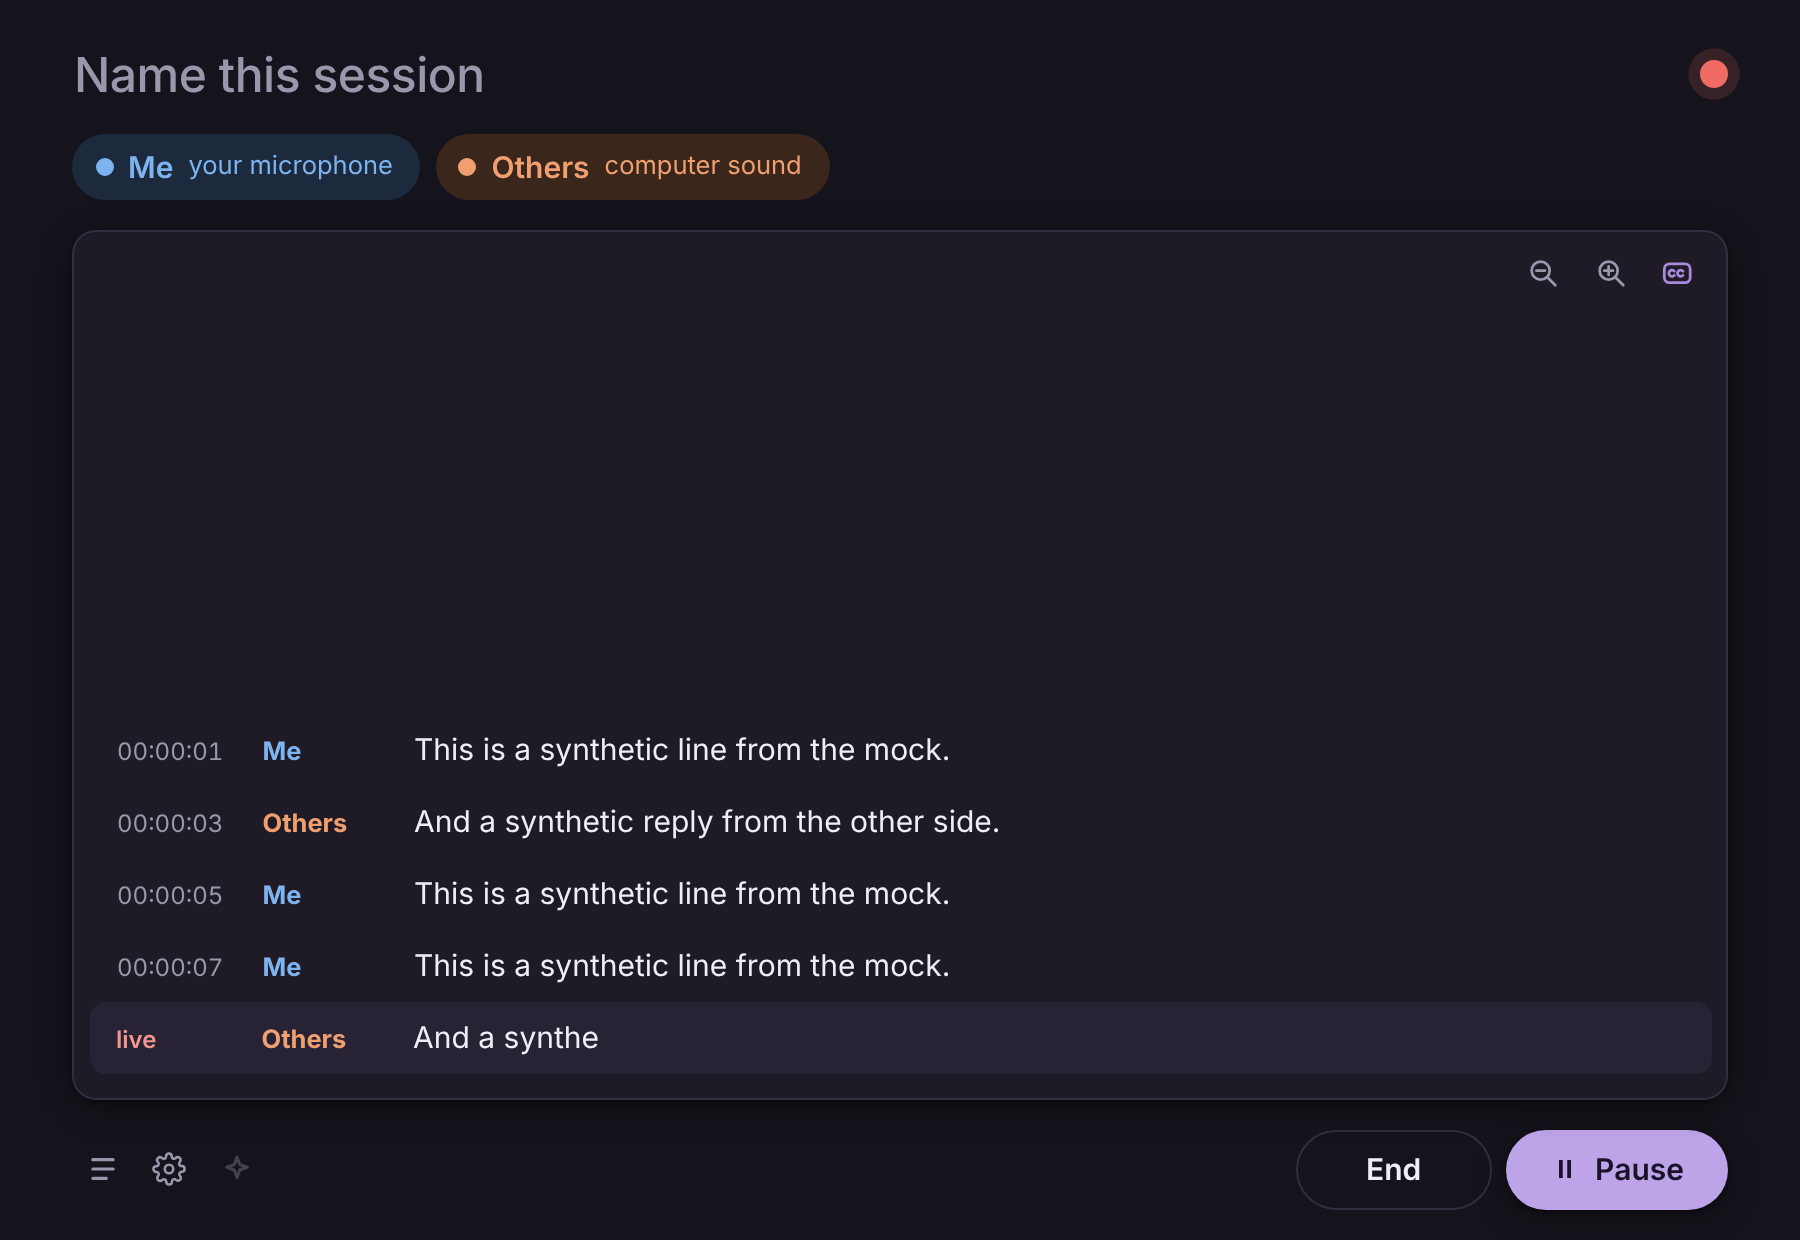 Name this session
Me your microphone Others computer sound
CC
00:00:01 Me This is a synthetic line from the mock.
00:00:03 Others And a synthetic reply from the other side.
00:00:05 Me This is a synthetic line from the mock.
00:00:07 Me This is a synthetic line from the mock.
live Others And a synthe
End Pause